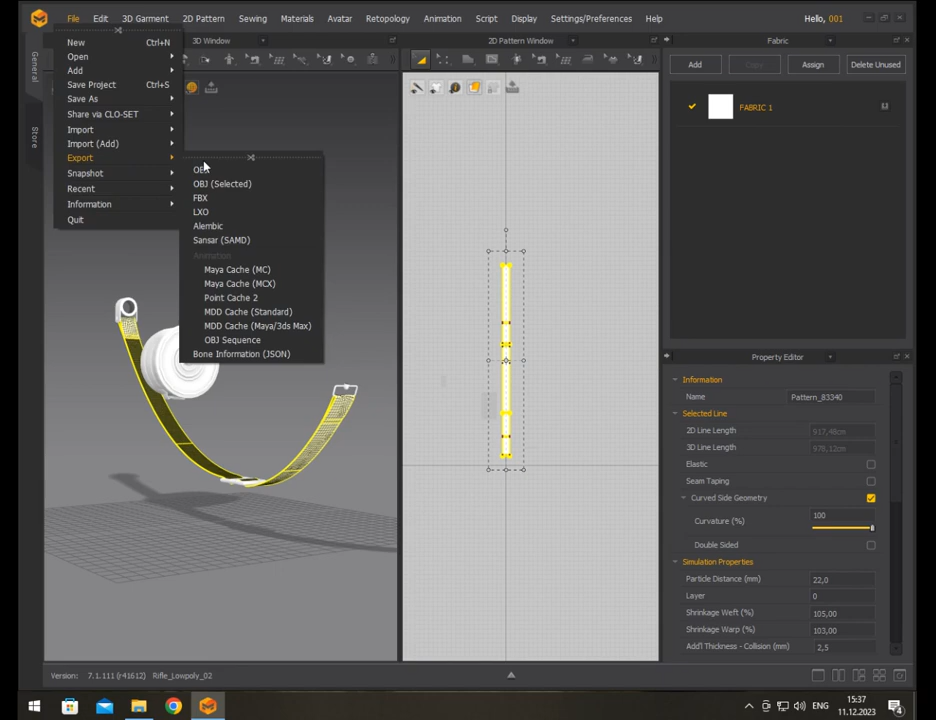 File Edit 3D Garment 2D Pattern Sewing Materials Avatar Retopology Animation Script Display Settings/Preferences Help Hello, 001
3D Window 2D Pattern Window Fabric
General
Store
New Ctrl+N
Open
Add
Save Project Ctrl+S
Save As
Share via CLO-SET
Import
Import (Add)
Export
Snapshot
Recent
Information
Quit
OBJ (Selected)
FBX
LXO
Alembic
Sansar (SAMD)
Animation
Maya Cache (MC)
Maya Cache (MCX)
Point Cache 2
MDD Cache (Standard)
MDD Cache (Maya/3ds Max)
OBJ Sequence
Bone Information (JSON)
Add Copy Assign Delete Unused
FABRIC 1
Property Editor
Information
Name Pattern_83340
Selected Line
2D Line Length 917,48cm
3D Line Length 978,12cm
Elastic
Seam Taping
Curved Side Geometry
Curvature (%) 100
Double Sided
Simulation Properties
Particle Distance (mm) 22,0
Layer 0
Shrinkage Weft (%) 105,00
Shrinkage Warp (%) 103,00
Add'l Thickness - Collision (mm) 2,5
Version: 7.1.111 (r41612) Rifle_Lowpoly_02
ENG
15:37
11.12.2023
4